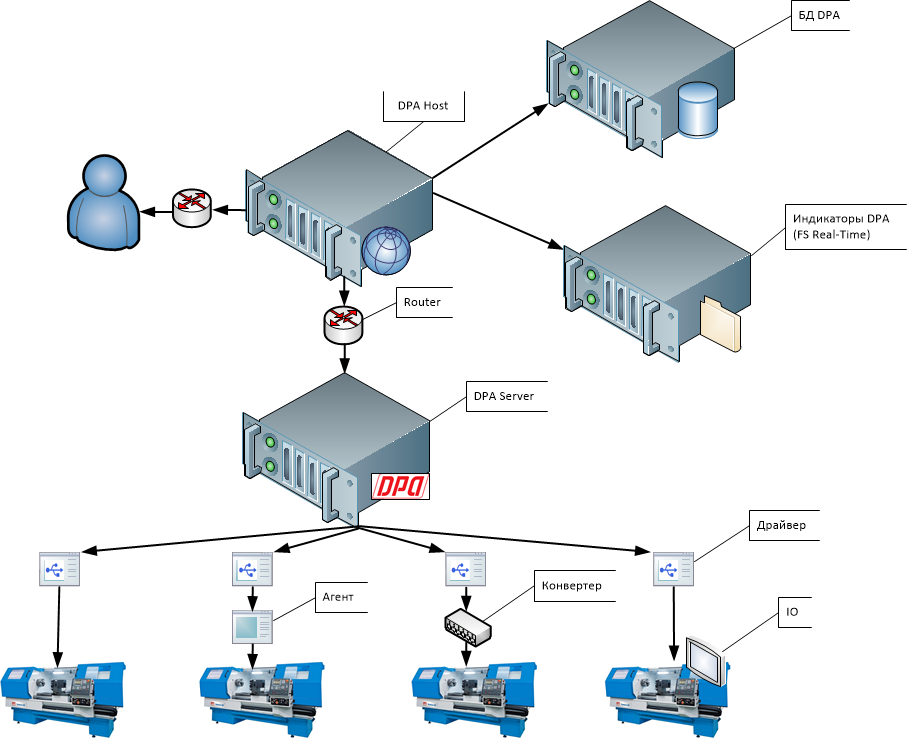 БД DPA
DPA Host
Индикаторы DPA
(FS Real-Time)
Router
DPA Server
DPA
Драйвер
Конвертер
Агент
IO